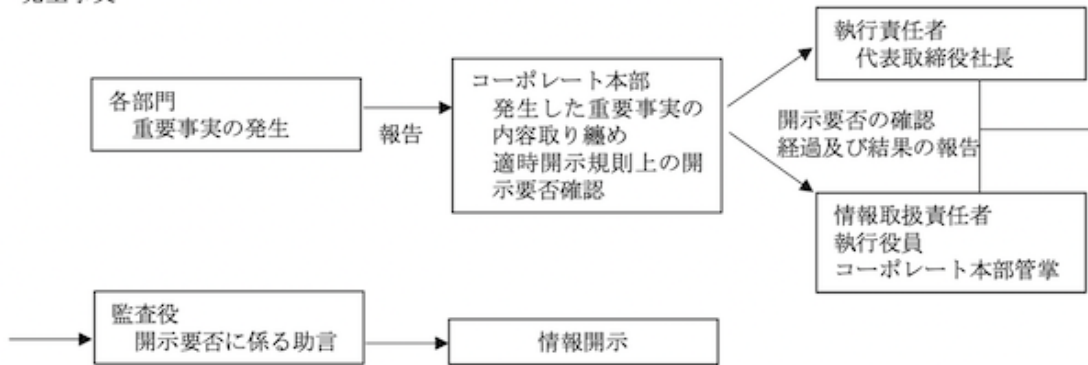 各部門
重要事実の発生
報告
コーポレート本部
発生した重要事実の
内容取り纏め
適時開示規則上の開
示要否確認
執行責任者
代表取締役社長
開示要否の確認
経過及び結果の報告
情報取扱責任者
執行役員
コーポレート本部管掌
監査役
開示要否に係る助言
情報開示